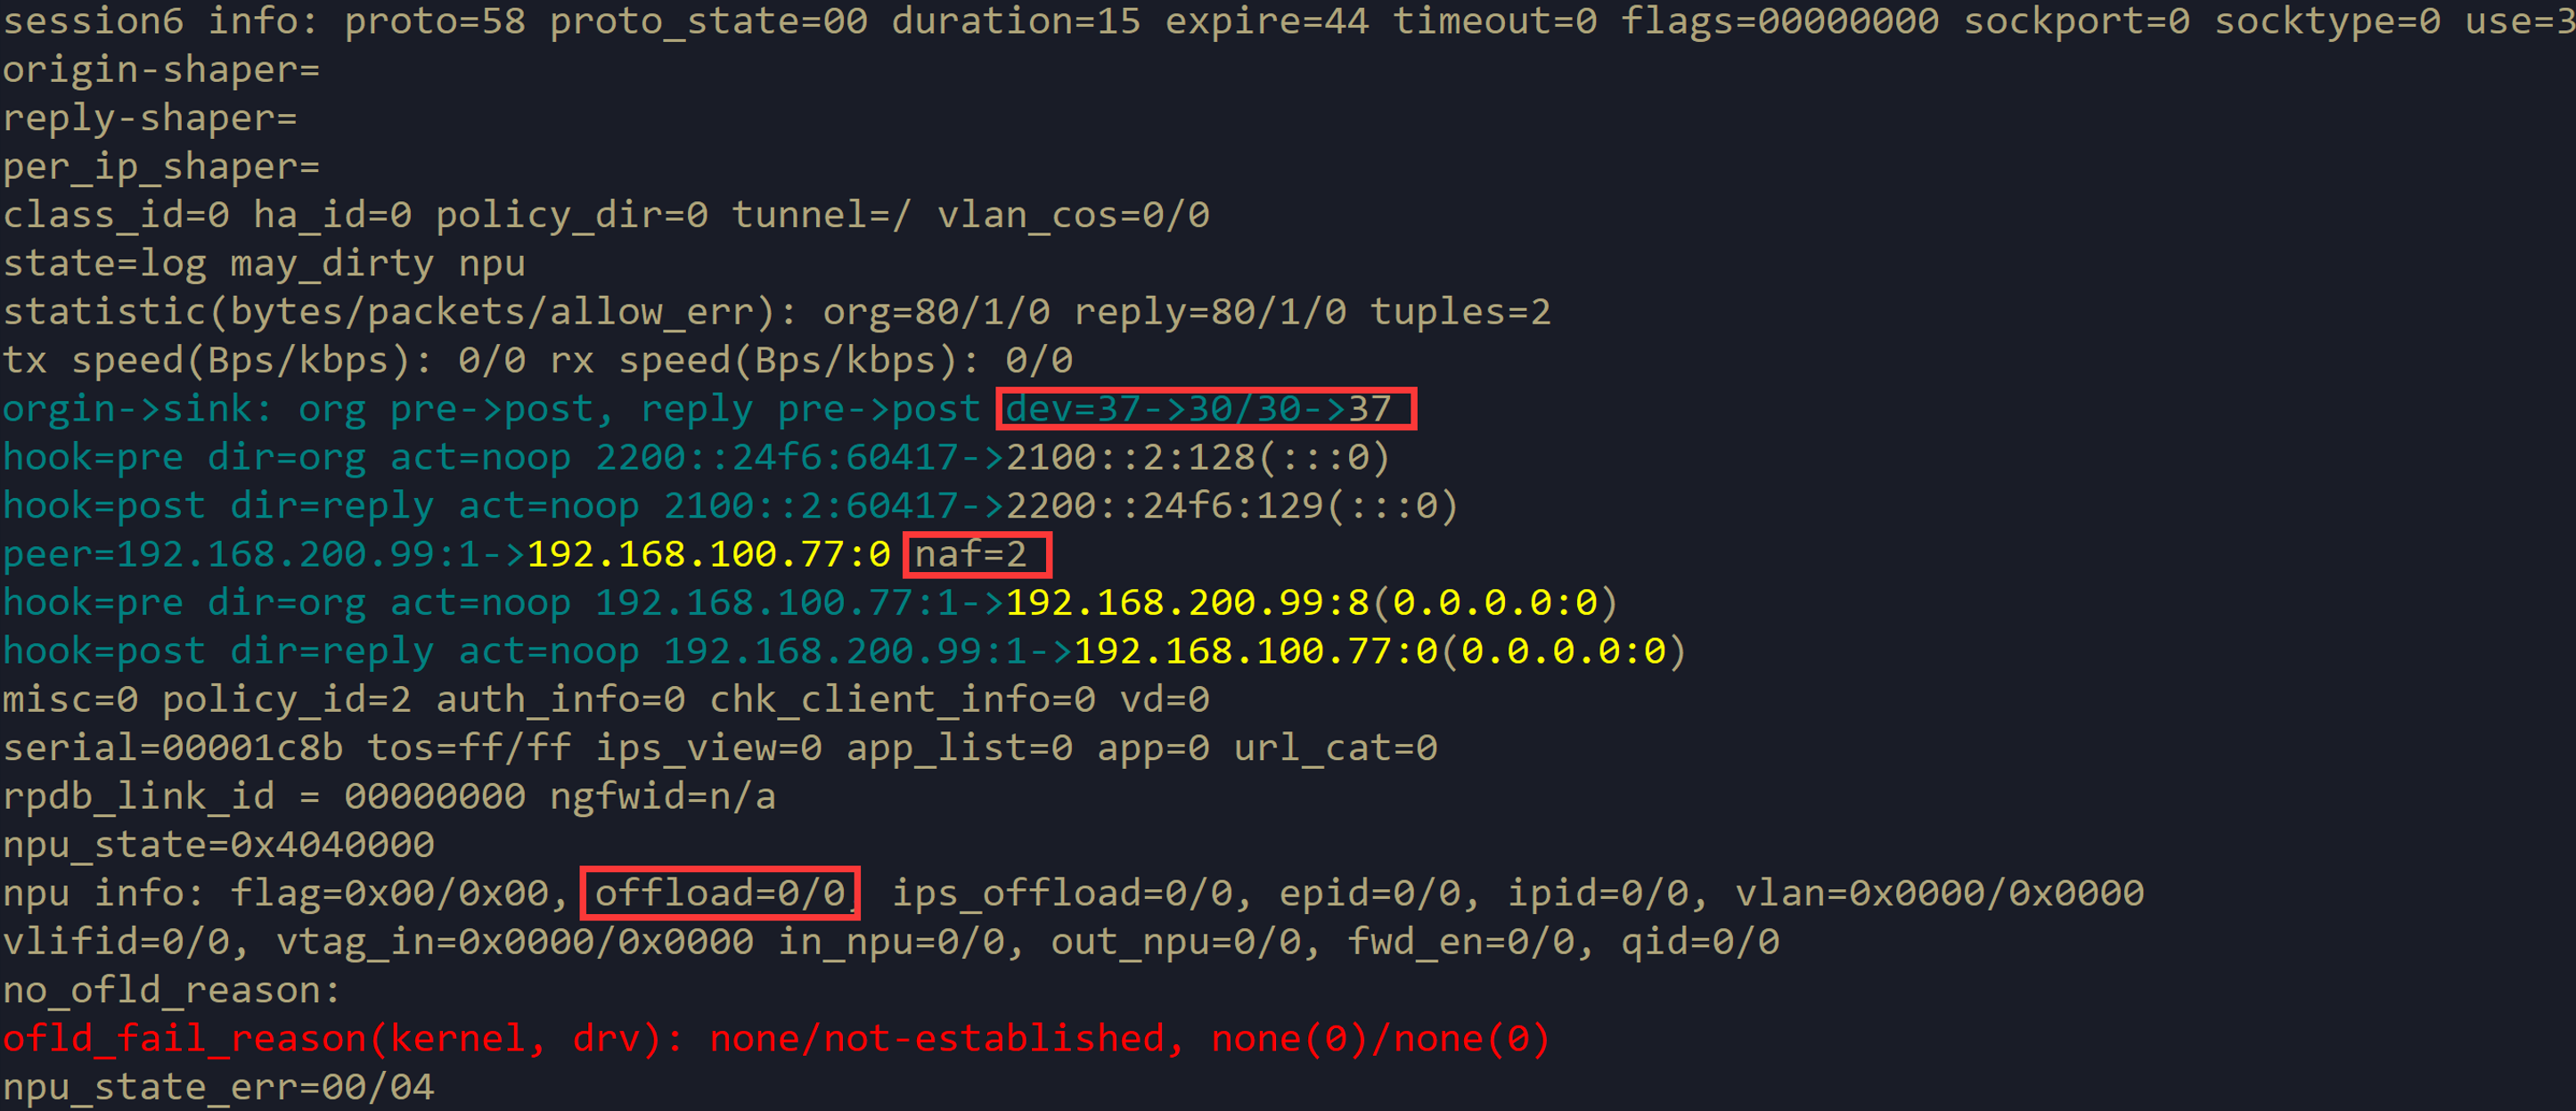 session6 info: proto=58 proto_state=00 duration=15 expire=44 timeout=0 flags=00000000 sockport=0 socktype=0 use=3
origin-shaper=
reply-shaper=
per_ip_shaper=
class_id=0 ha_id=0 policy_dir=0 tunnel=/ vlan_cos=0/0
state=log may_dirty npu
statistic(bytes/packets/allow_err): org=80/1/0 reply=80/1/0 tuples=2
tx speed(Bps/kbps): 0/0 rx speed(Bps/kbps): 0/0
orgin->sink: org pre->post, reply pre->post dev=37->30/30->37
hook=pre dir=org act=noop 2200::24f6:60417->2100::2:128(:::0)
hook=post dir=reply act=noop 2100::2:60417->2200::24f6:129(:::0)
peer=192.168.200.99:1->192.168.100.77:0 naf=2
hook=pre dir=org act=noop 192.168.100.77:1->192.168.200.99:8(0.0.0.0:0)
hook=post dir=reply act=noop 192.168.200.99:1->192.168.100.77:0(0.0.0.0:0)
misc=0 policy_id=2 auth_info=0 chk_client_info=0 vd=0
serial=00001c8b tos=ff/ff ips_view=0 app_list=0 app=0 url_cat=0
rpdb_link_id = 00000000 ngfwid=n/a
npu_state=0x4040000
npu info: flag=0x00/0x00, offload=0/0, ips_offload=0/0, epid=0/0, ipid=0/0, vlan=0x0000/0x0000
vlifid=0/0, vtag_in=0x0000/0x0000 in_npu=0/0, out_npu=0/0, fwd_en=0/0, qid=0/0
no_ofld_reason:
ofld_fail_reason(kernel, drv): none/not-established, none(0)/none(0)
npu_state_err=00/04